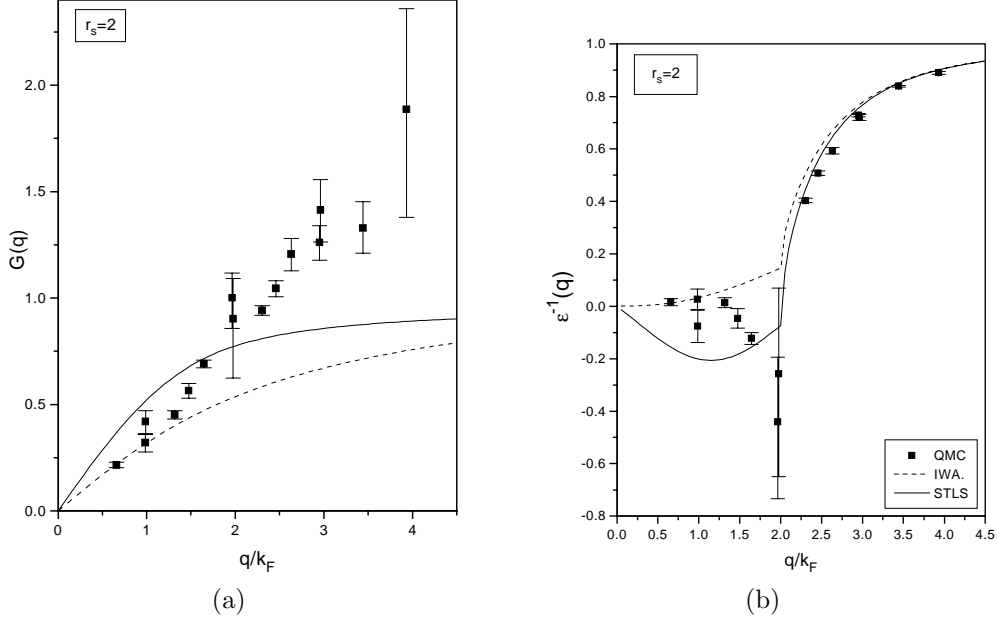 r_s=2
2.0
1.5
1.0
0.5
0.0
G(q)
0 1 2 3 4
q/k_F
(a)
r_s=2
1.0
0.8
0.6
0.4
0.2
0.0
-0.2
-0.4
-0.6
-0.8
ε^-1(q)
QMC
IWA.
STLS
0.0 0.5 1.0 1.5 2.0 2.5 3.0 3.5 4.0 4.5
q/k_F
(b)